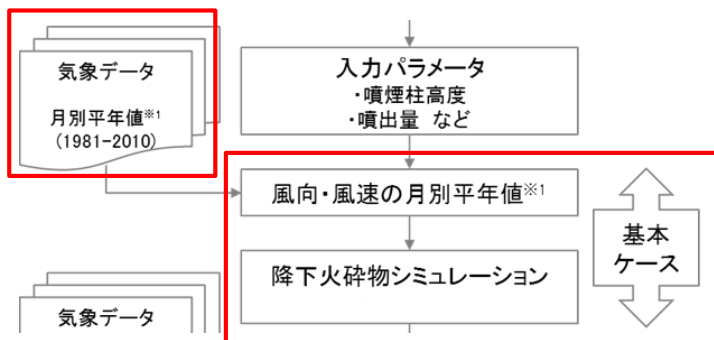 気象データ
月別平年値※1
(1981-2010)
入力パラメータ
・噴煙柱高度
・噴出量 など
風向・風速の月別平年値※1
降下火砕物シミュレーション
基本
ケース
気象データ